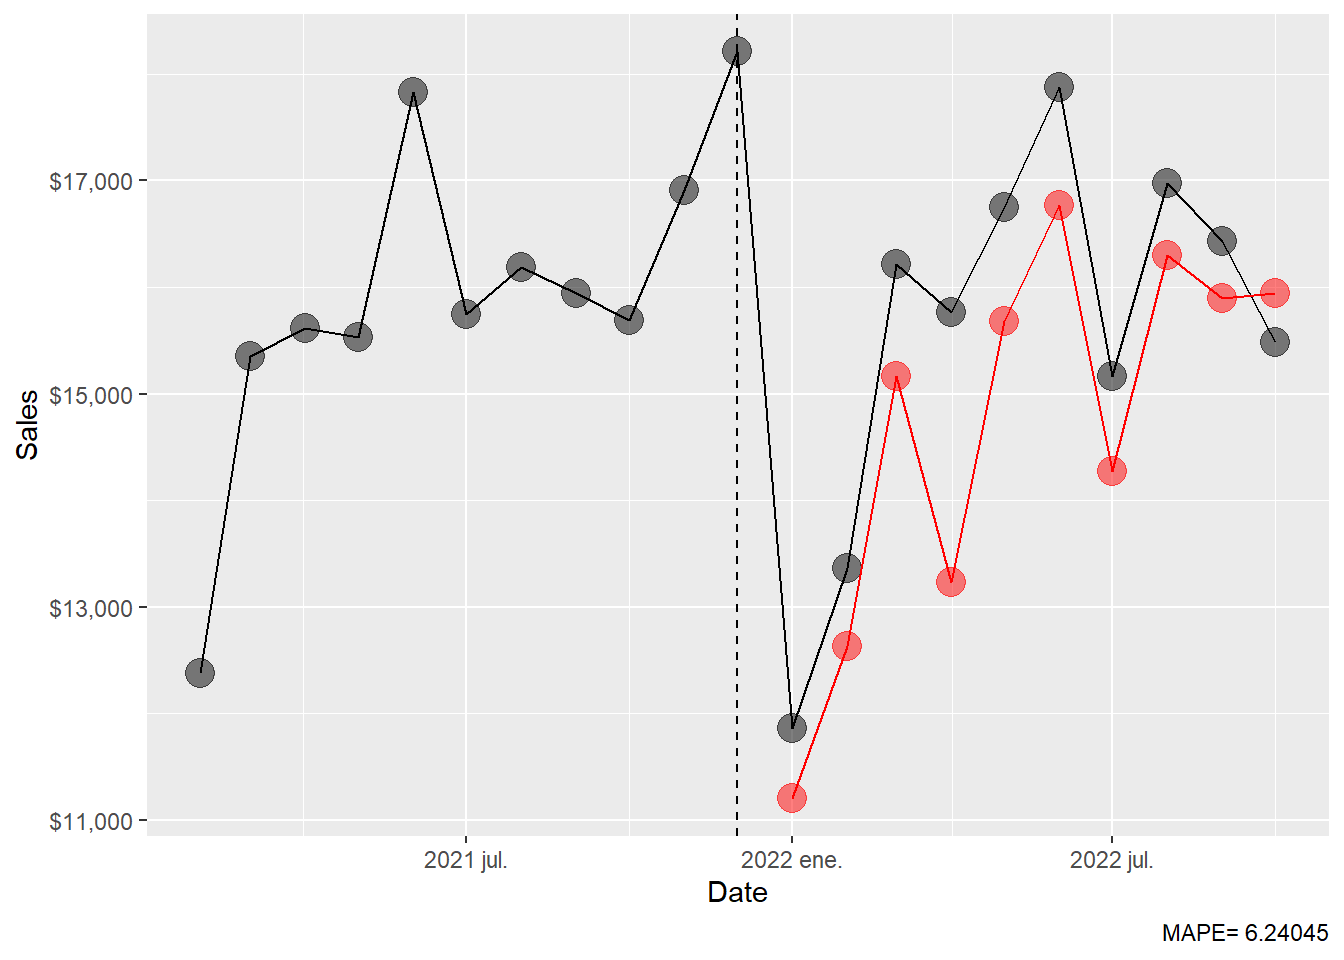 $17,000
$15,000
$13,000
$11,000
Sales
2021 jul.
2022 ene.
2022 jul.
Date
MAPE= 6.24045